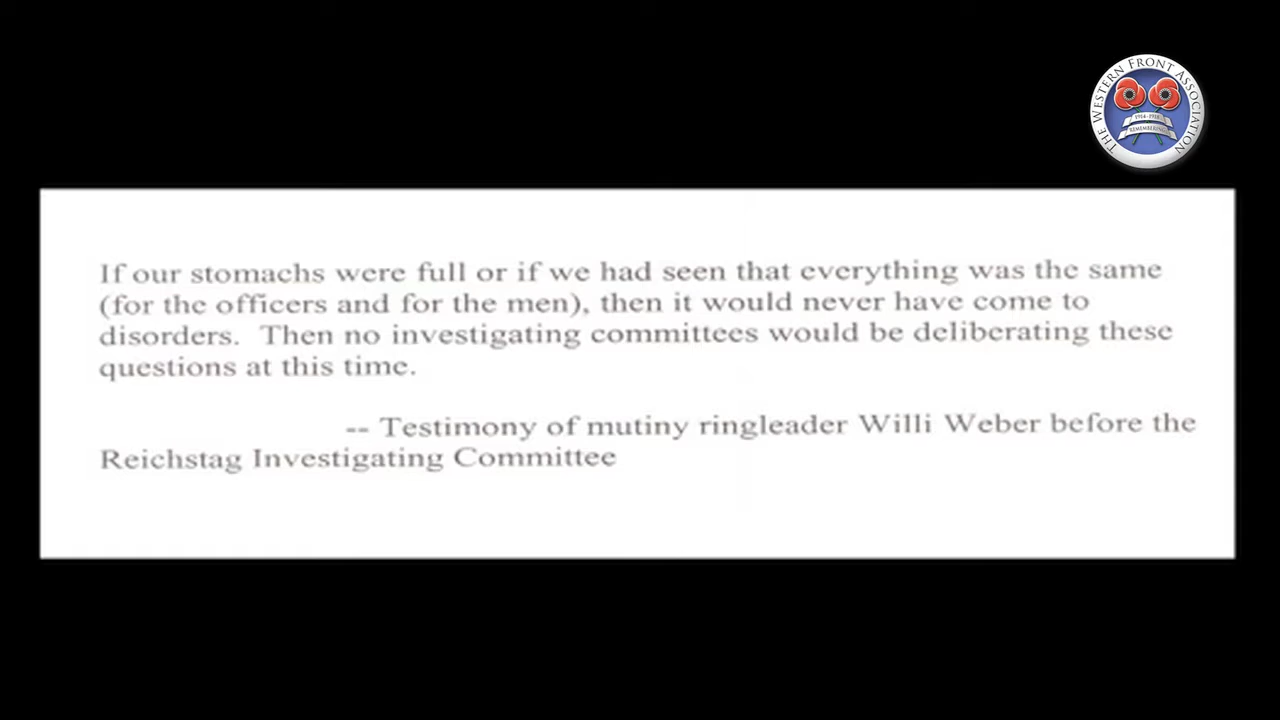 THE WESTERN FRONT ASSOCIATION
1914-1918
REMEMBERING
If our stomachs were full or if we had seen that everything was the same
(for the officers and for the men), then it would never have come to
disorders.  Then no investigating committees would be deliberating these
questions at this time.
-- Testimony of mutiny ringleader Willi Weber before the
Reichstag Investigating Committee